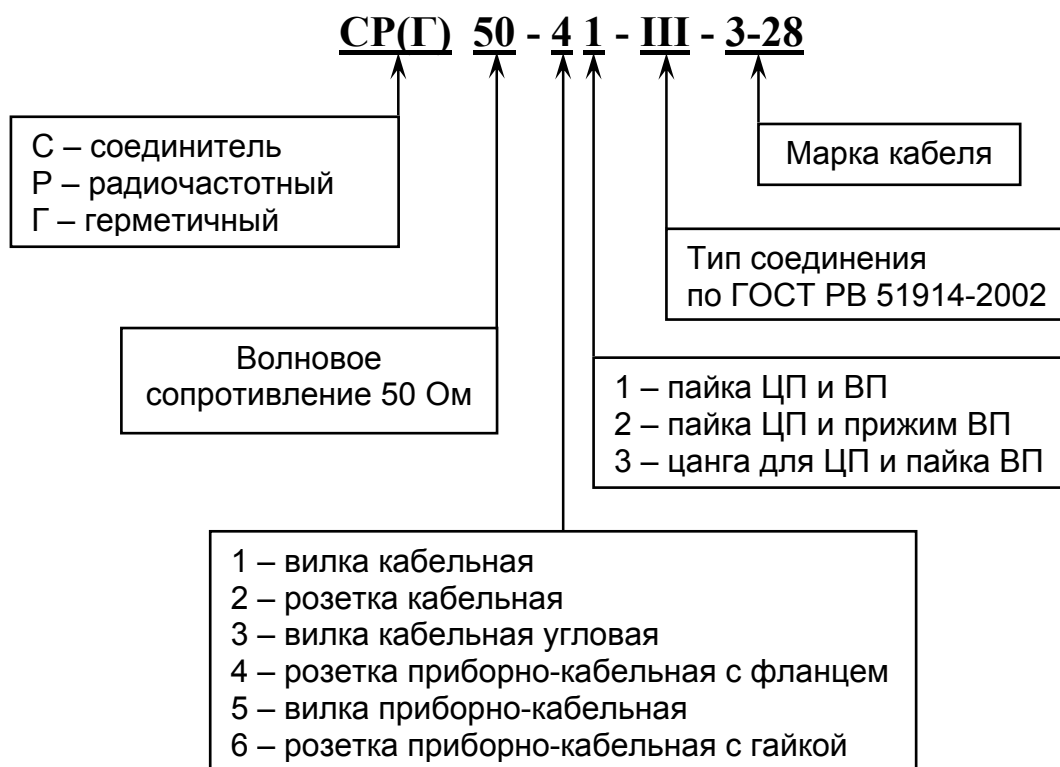 СР(Г) 50 - 4 1 - III - 3-28
С – соединитель
Р – радиочастотный
Г – герметичный
Марка кабеля
Тип соединения
по ГОСТ РВ 51914-2002
Волновое
сопротивление 50 Ом
1 – пайка ЦП и ВП
2 – пайка ЦП и прижим ВП
3 – цанга для ЦП и пайка ВП
1 – вилка кабельная
2 – розетка кабельная
3 – вилка кабельная угловая
4 – розетка приборно-кабельная с фланцем
5 – вилка приборно-кабельная
6 – розетка приборно-кабельная с гайкой